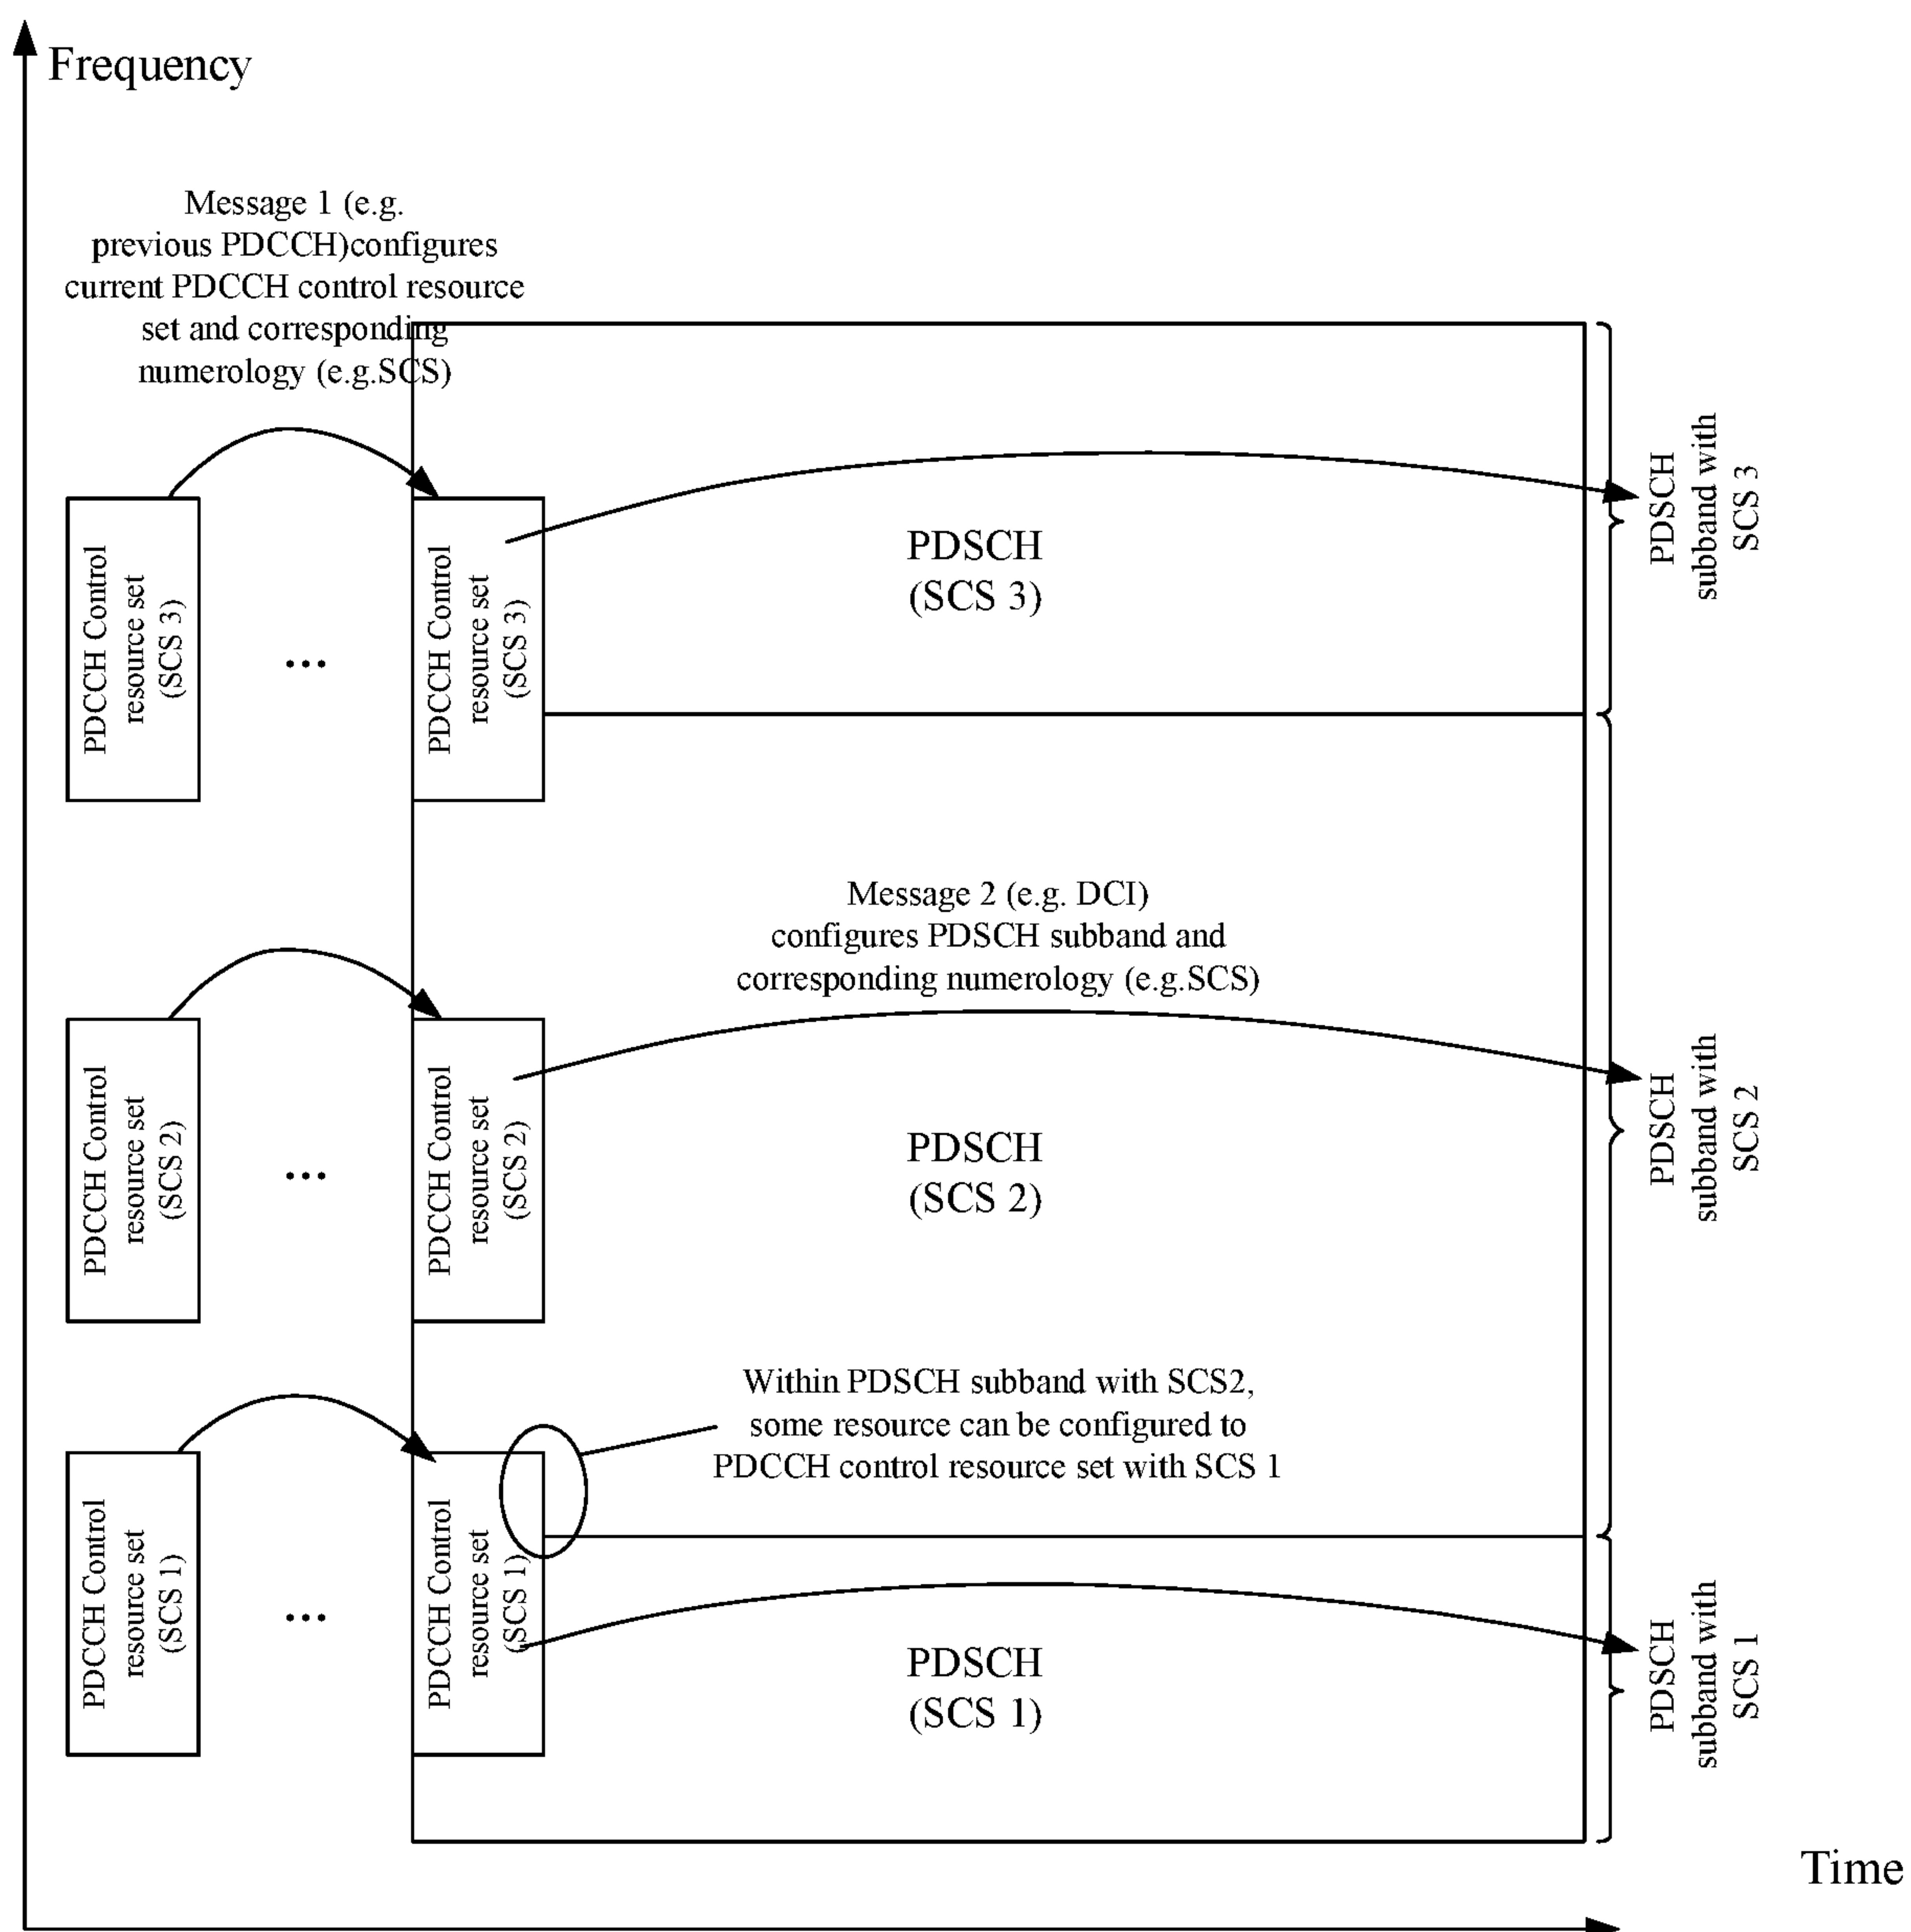 Frequency
Message 1 (e.g.
previous PDCCH)configures
current PDCCH control resource
set and corresponding
numerology (e.g.SCS)
PDCCH Control
resource set
(SCS 3)
...
PDCCH Control
resource set
(SCS 3)
PDSCH
(SCS 3)
PDSCH
subband with
SCS 3
Message 2 (e.g. DCI)
configures PDSCH subband and
corresponding numerology (e.g.SCS)
PDCCH Control
resource set
(SCS 2)
...
PDCCH Control
resource set
(SCS 2)
PDSCH
(SCS 2)
PDSCH
subband with
SCS 2
Within PDSCH subband with SCS2,
some resource can be configured to
PDCCH control resource set with SCS 1
PDCCH Control
resource set
(SCS 1)
...
PDCCH Control
resource set
(SCS 1)
PDSCH
(SCS 1)
PDSCH
subband with
SCS 1
Time